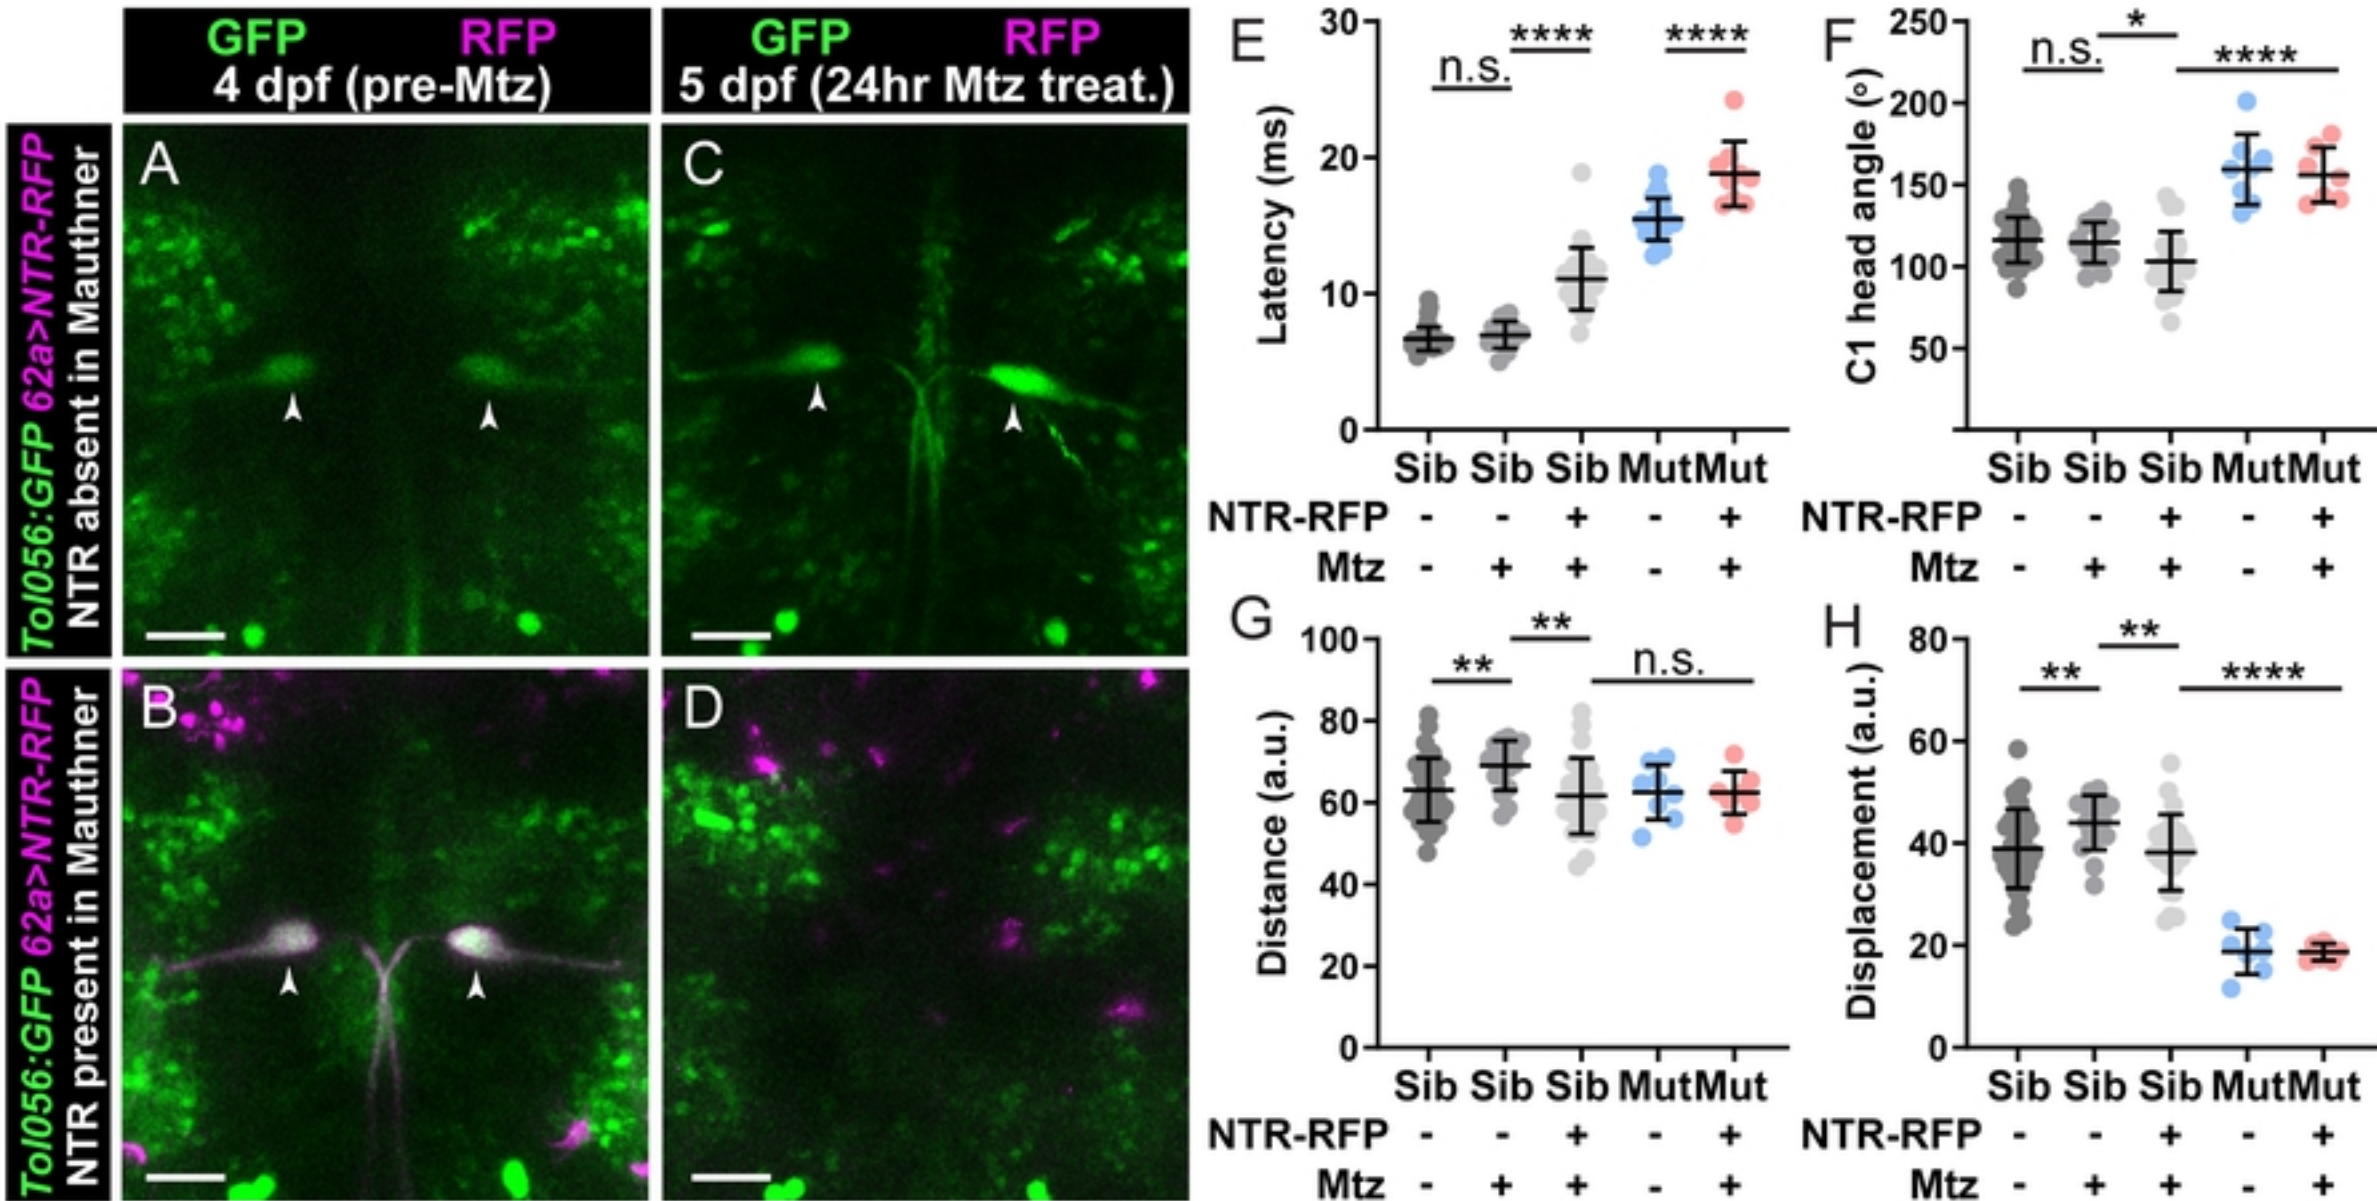 GFP RFP
4 dpf (pre-Mtz)
GFP RFP
5 dpf (24hr Mtz treat.)
Tol056:GFP 62a>NTR-RFP
NTR absent in Mauthner
A
C
Tol056:GFP 62a>NTR-RFP
NTR present in Mauthner
B
D
E
Latency (ms)
30
20
10
0
n.s.
****
****
Sib Sib Sib Mut Mut
NTR-RFP - - + - +
Mtz - + + - +
F
C1 head angle (°)
250
200
150
100
50
n.s.
*
****
Sib Sib Sib Mut Mut
NTR-RFP - - + - +
Mtz - + + - +
G
Distance (a.u.)
100
80
60
40
20
0
**
**
n.s.
Sib Sib Sib Mut Mut
NTR-RFP - - + - +
Mtz - + + - +
H
Displacement (a.u.)
80
60
40
20
0
**
**
****
Sib Sib Sib Mut Mut
NTR-RFP - - + - +
Mtz - + + - +